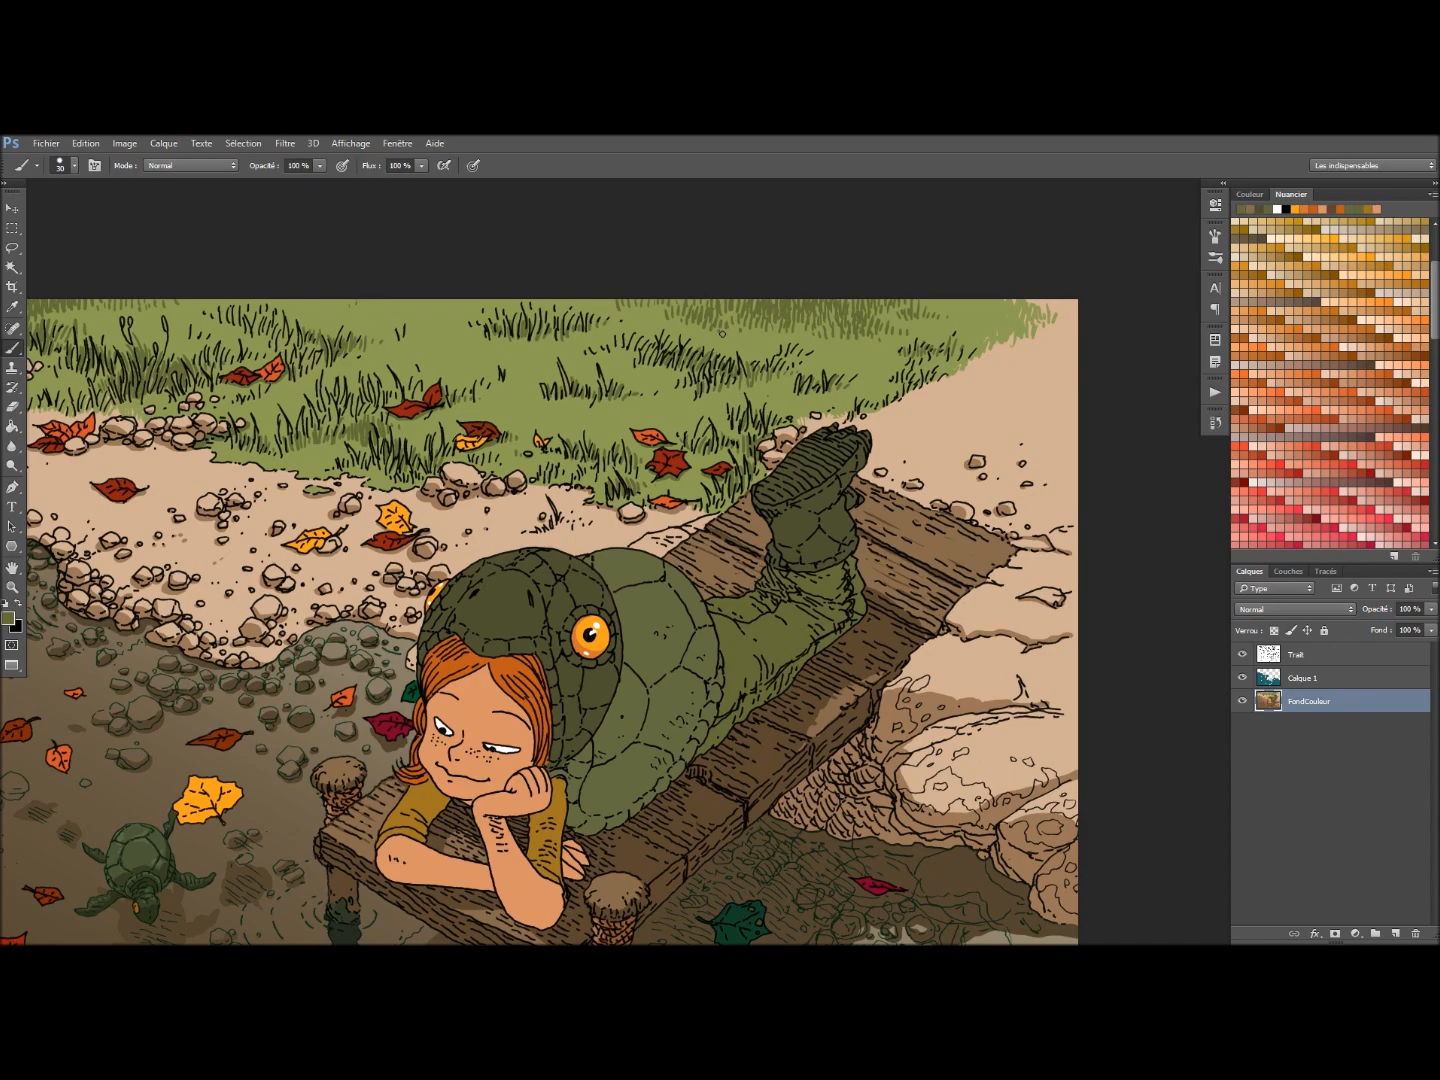 Ps Fichier Edition Image Calque Texte Sélection Filtre 3D Affichage Fenêtre Aide
30 Mode : Normal Opacité : 100 % Flux : 100 % Les indispensables
Couleur Nuancier
Calques Couches Tracés
Type
Normal Opacité : 100 %
Verrou : Fond : 100 %
Trait
Calque 1
FondCouleur